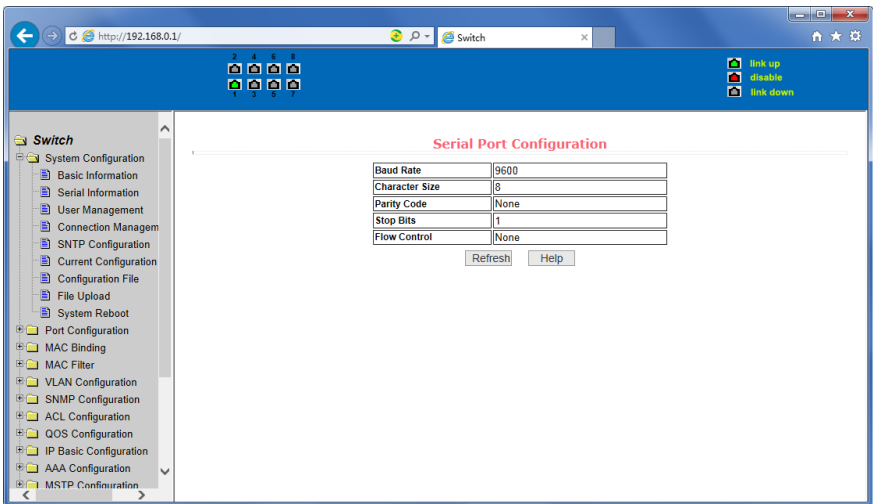 http://192.168.0.1/
Switch
2 4 6 8
1 3 5 7
link up
disable
link down
Switch
System Configuration
Basic Information
Serial Information
User Management
Connection Managem
SNTP Configuration
Current Configuration
Configuration File
File Upload
System Reboot
Port Configuration
MAC Binding
MAC Filter
VLAN Configuration
SNMP Configuration
ACL Configuration
QOS Configuration
IP Basic Configuration
AAA Configuration
MSTP Configuration
Serial Port Configuration
Baud Rate 9600
Character Size 8
Parity Code None
Stop Bits 1
Flow Control None
Refresh Help